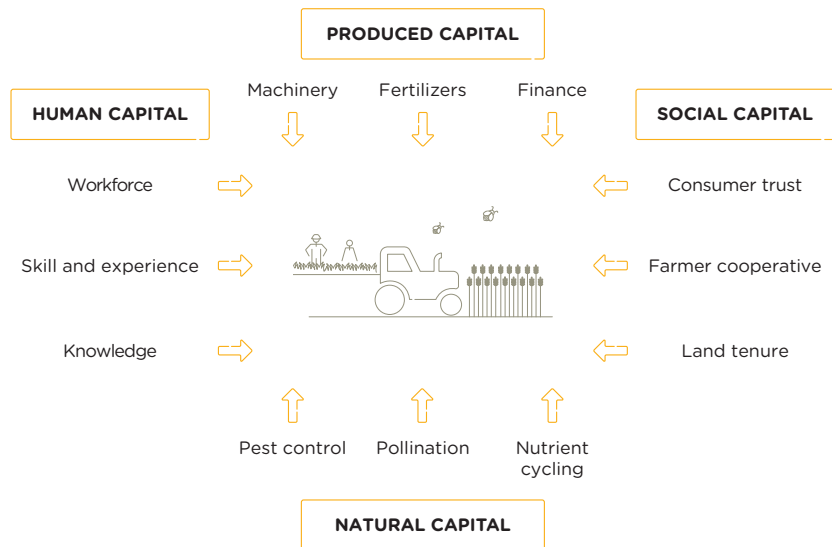 PRODUCED CAPITAL
Machinery
Fertilizers
Finance
HUMAN CAPITAL
Workforce
Skill and experience
Knowledge
SOCIAL CAPITAL
Consumer trust
Farmer cooperative
Land tenure
Pest control
Pollination
Nutrient
cycling
NATURAL CAPITAL